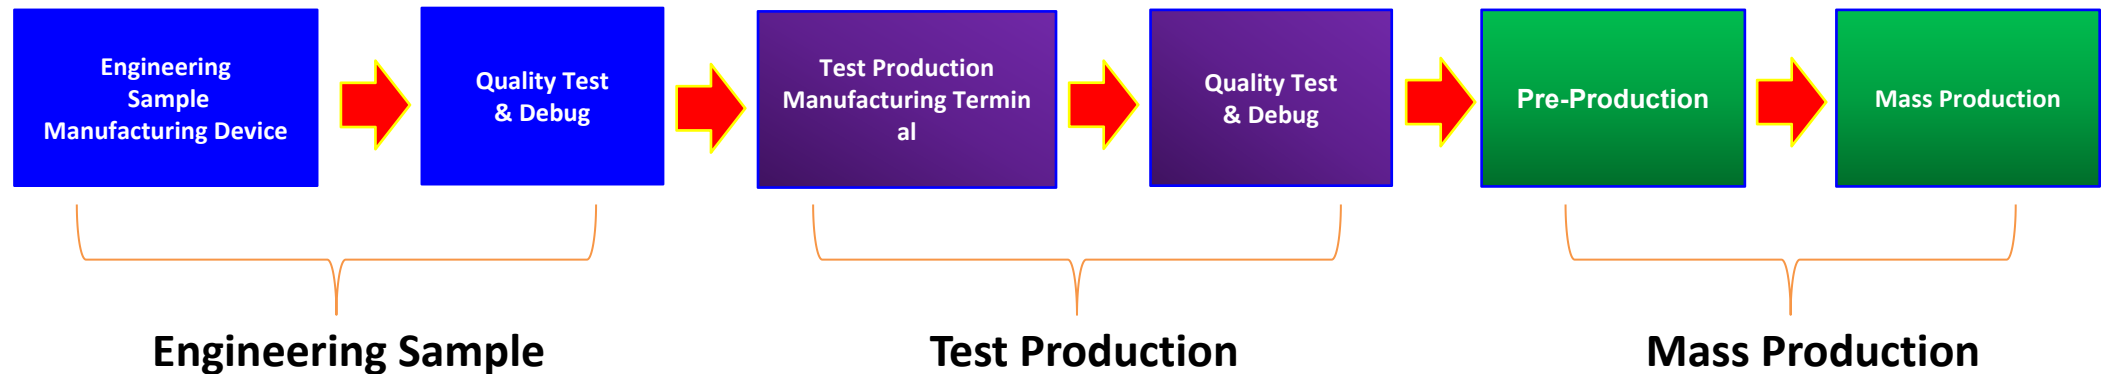 Engineering
Sample
Manufacturing Device
Quality Test
& Debug
Test Production
Manufacturing Termin
al
Quality Test
& Debug
Pre-Production
Mass Production
Engineering Sample
Test Production
Mass Production